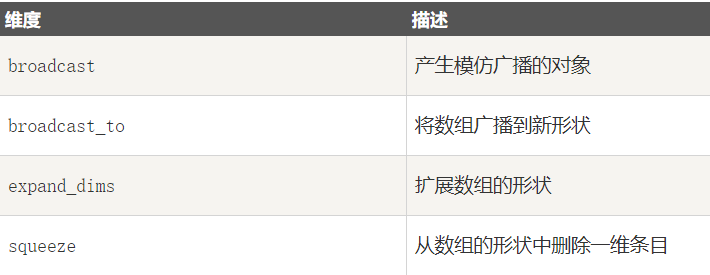 维度 描述
broadcast 产生模仿广播的对象
broadcast_to 将数组广播到新形状
expand_dims 扩展数组的形状
squeeze 从数组的形状中删除一维条目